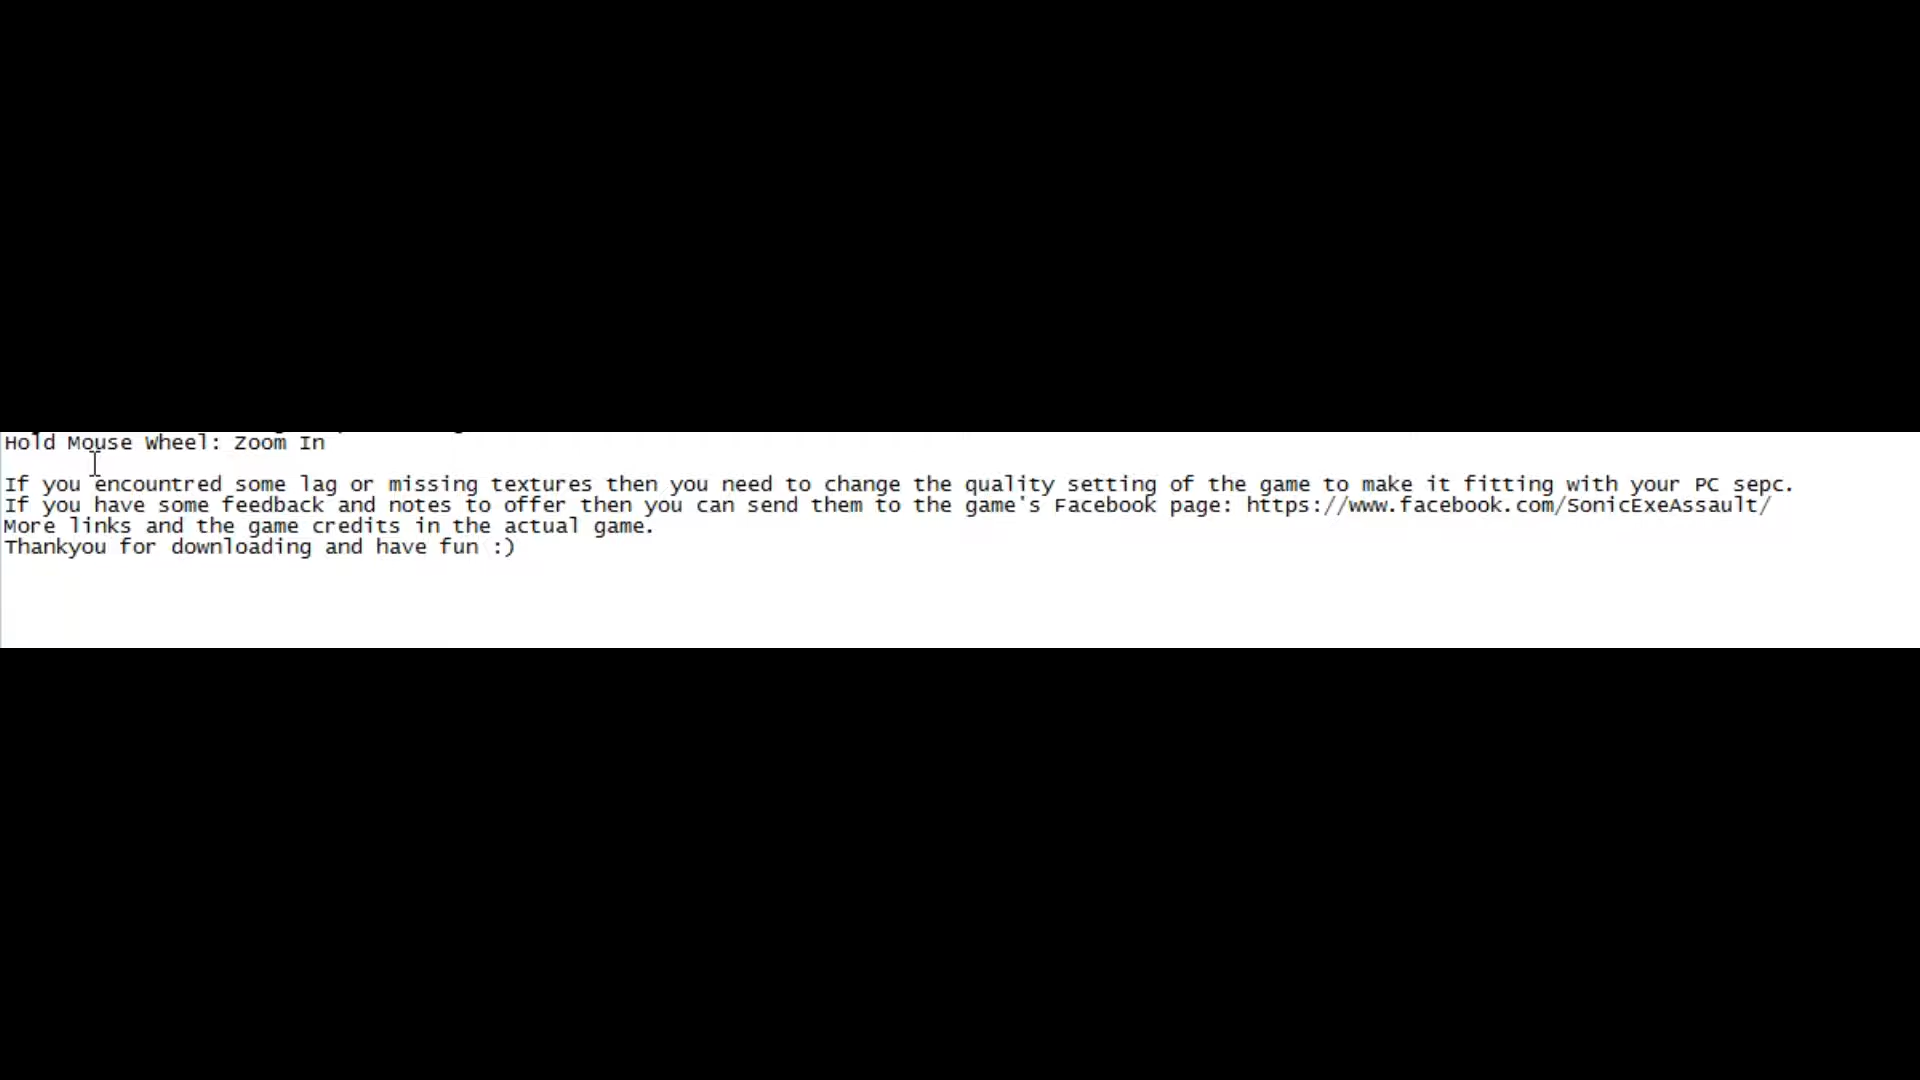 Hold Mouse Wheel: Zoom In
If you encountred some lag or missing textures then you need to change the quality setting of the game to make it fitting with your PC sepc.
If you have some feedback and notes to offer then you can send them to the game's Facebook page: https://www.facebook.com/SonicExeAssault/
More links and the game credits in the actual game.
Thankyou for downloading and have fun :)